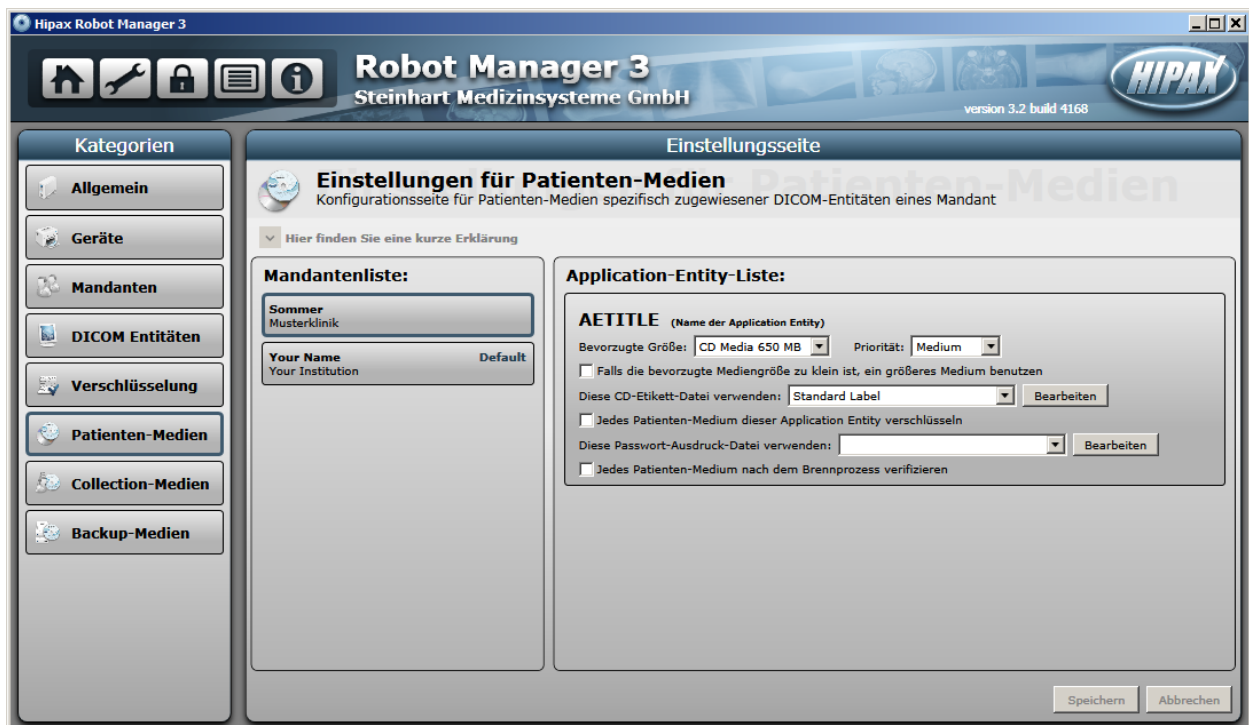 Hipax Robot Manager 3
Robot Manager 3
Steinhart Medizinsysteme GmbH
version 3.2 build 4168
HIPAX
Kategorien
Allgemein
Geräte
Mandanten
DICOM Entitäten
Verschlüsselung
Patienten-Medien
Collection-Medien
Backup-Medien
Einstellungsseite
Einstellungen für Patienten-Medien
Konfigurationsseite für Patienten-Medien spezifisch zugewiesener DICOM-Entitäten eines Mandant
Hier finden Sie eine kurze Erklärung
Mandantenliste:
Sommer
Musterklinik
Your Name Default
Your Institution
Application-Entity-Liste:
AETITLE (Name der Application Entity)
Bevorzugte Größe: CD Media 650 MB Priorität: Medium
Falls die bevorzugte Mediengröße zu klein ist, ein größeres Medium benutzen
Diese CD-Etikett-Datei verwenden: Standard Label Bearbeiten
Jedes Patienten-Medium dieser Application Entity verschlüsseln
Diese Passwort-Ausdruck-Datei verwenden: Bearbeiten
Jedes Patienten-Medium nach dem Brennprozess verifizieren
Speichern Abbrechen